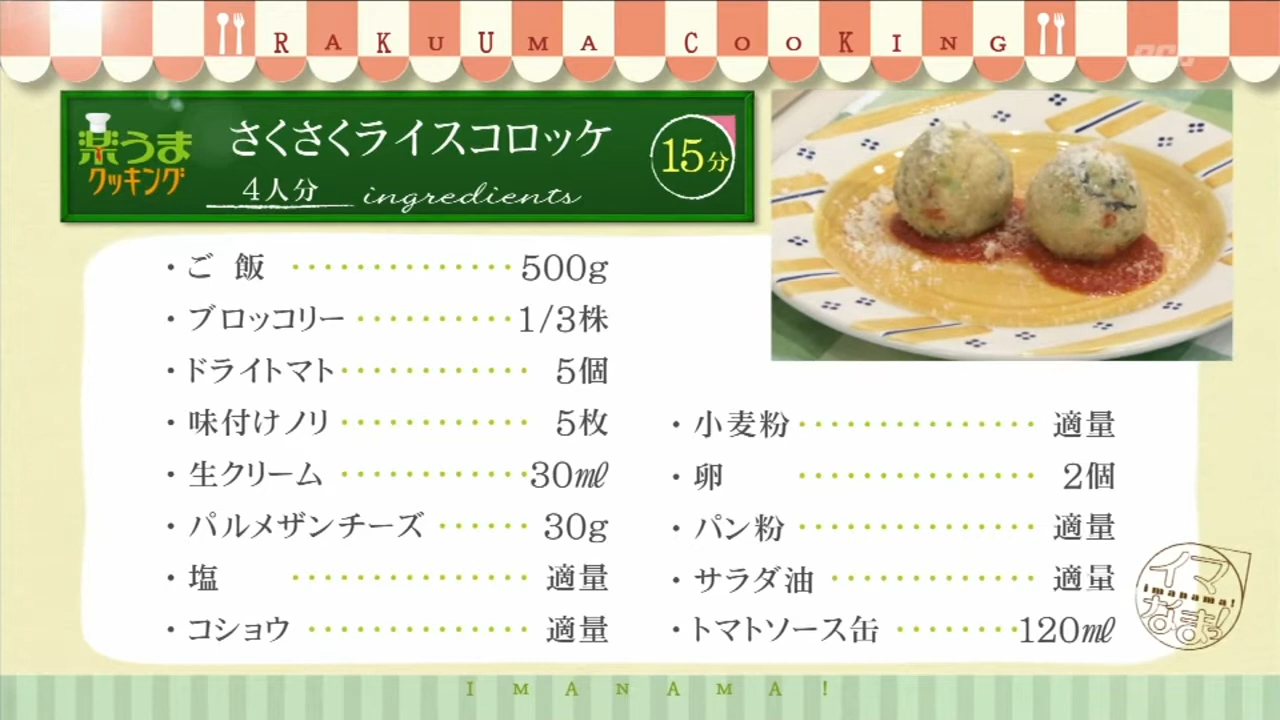 RAKUUMA COOKING
楽うま
クッキング
さくさくライスコロッケ
15分
4人分 ingredients
・ご飯 ・・・・・・・・・・・・・・ 500g
・ブロッコリー ・・・・・・・・・・ 1/3株
・ドライトマト ・・・・・・・・・・・・ 5個
・味付けノリ ・・・・・・・・・・・・ 5枚
・生クリーム ・・・・・・・・・・・・ 30㎖
・パルメザンチーズ ・・・・・・ 30g
・塩 ・・・・・・・・・・・・・・・ 適量
・コショウ ・・・・・・・・・・・・・・ 適量
・小麦粉 ・・・・・・・・・・・・・・・ 適量
・卵 ・・・・・・・・・・・・・・・ 2個
・パン粉 ・・・・・・・・・・・・・・・ 適量
・サラダ油 ・・・・・・・・・・・・・ 適量
・トマトソース缶 ・・・・・・・・ 120㎖
イマ
imanama!
なまっ!
IMANAMA!